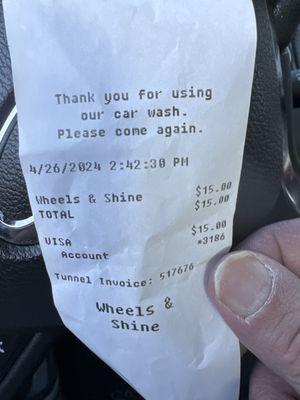 Thank you for using
our car wash.
Please come again.
4/26/2024 2:42:30 PM
Wheels & Shine $15.00
TOTAL $15.00
VISA $15.00
Account *3186
Tunnel Invoice: 517676
Wheels &
Shine